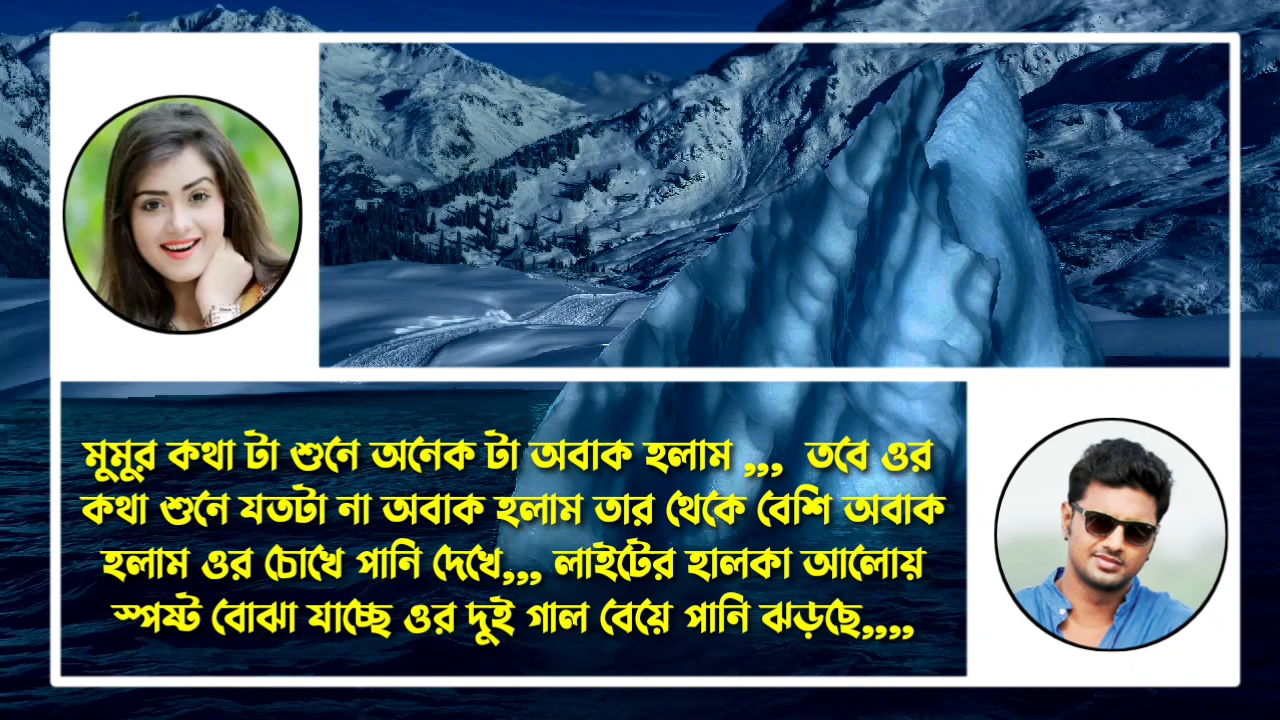 মুমুর কথা টা শুনে অনেক টা অবাক হলাম ,,, তবে ওর
কথা শুনে যতটা না অবাক হলাম তার থেকে বেশি অবাক
হলাম ওর চোখে পানি দেখে,,, লাইটের হালকা আলোয়
স্পষ্ট বোঝা যাচ্ছে ওর দুই গাল বেয়ে পানি ঝড়ছে,,,,